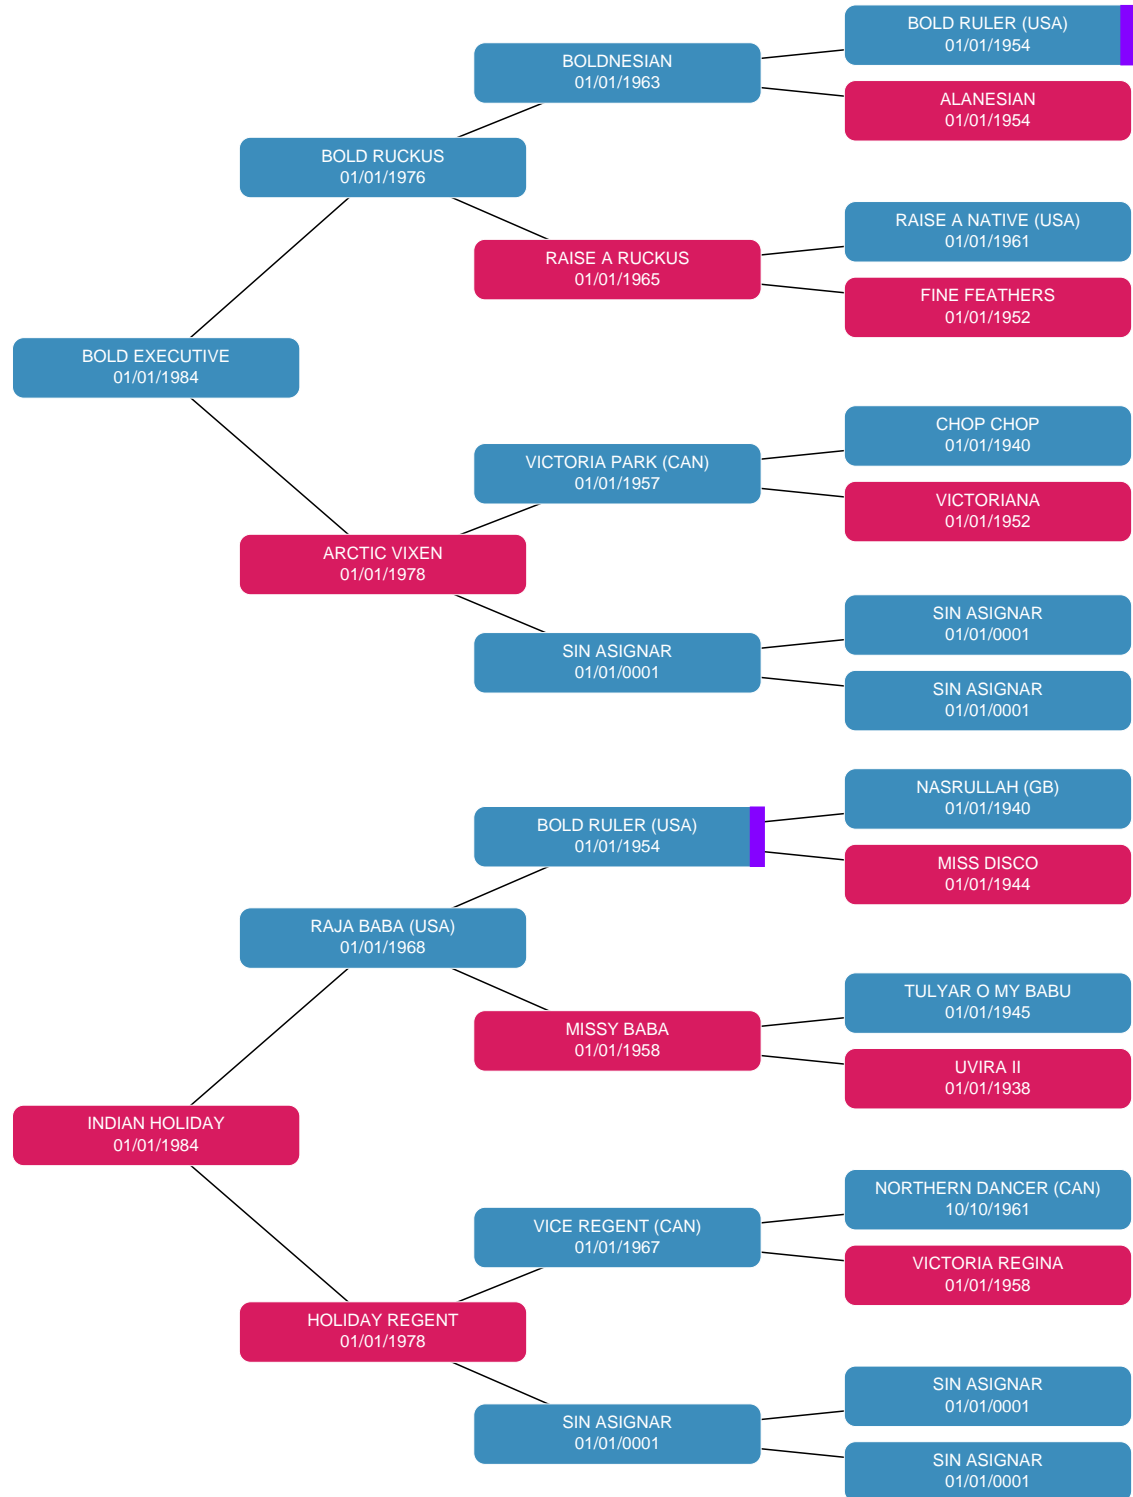 BOLD RULER (USA)
01/01/1954
BOLDNESIAN
01/01/1963
ALANESIAN
01/01/1954
BOLD RUCKUS
01/01/1976
RAISE A NATIVE (USA)
01/01/1961
RAISE A RUCKUS
01/01/1965
FINE FEATHERS
01/01/1952
BOLD EXECUTIVE
01/01/1984
CHOP CHOP
01/01/1940
VICTORIA PARK (CAN)
01/01/1957
VICTORIANA
01/01/1952
ARCTIC VIXEN
01/01/1978
SIN ASIGNAR
01/01/0001
SIN ASIGNAR
01/01/0001
SIN ASIGNAR
01/01/0001
NASRULLAH (GB)
01/01/1940
BOLD RULER (USA)
01/01/1954
MISS DISCO
01/01/1944
RAJA BABA (USA)
01/01/1968
TULYAR O MY BABU
01/01/1945
MISSY BABA
01/01/1958
UVIRA II
01/01/1938
INDIAN HOLIDAY
01/01/1984
NORTHERN DANCER (CAN)
10/10/1961
VICE REGENT (CAN)
01/01/1967
VICTORIA REGINA
01/01/1958
HOLIDAY REGENT
01/01/1978
SIN ASIGNAR
01/01/0001
SIN ASIGNAR
01/01/0001
SIN ASIGNAR
01/01/0001